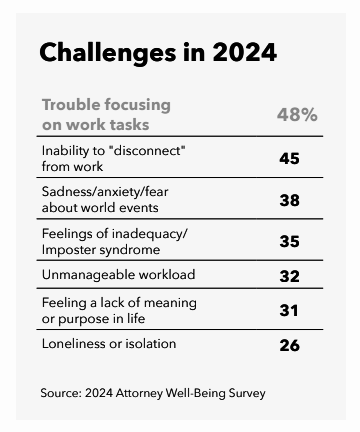 Challenges in 2024
Trouble focusing
on work tasks
48%
Inability to "disconnect"
from work
45
Sadness/anxiety/fear
about world events
38
Feelings of inadequacy/
Imposter syndrome
35
Unmanageable workload
32
Feeling a lack of meaning
or purpose in life
31
Loneliness or isolation
26
Source: 2024 Attorney Well-Being Survey